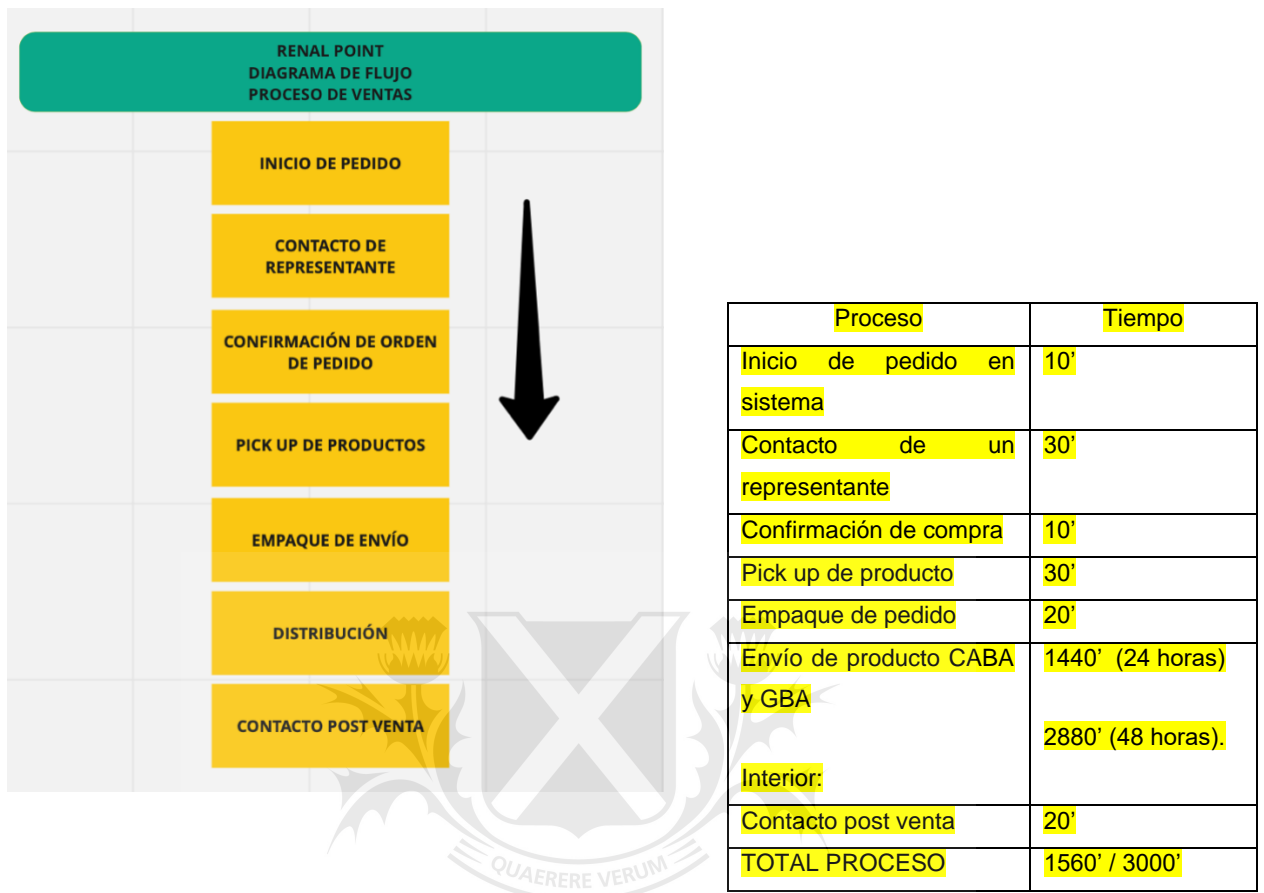 RENAL POINT
DIAGRAMA DE FLUJO
PROCESO DE VENTAS
INICIO DE PEDIDO
CONTACTO DE
REPRESENTANTE
CONFIRMACIÓN DE ORDEN
DE PEDIDO
PICK UP DE PRODUCTOS
EMPAQUE DE ENVÍO
DISTRIBUCIÓN
CONTACTO POST VENTA
Proceso Tiempo
Inicio de pedido en 10’
sistema
Contacto de un 30’
representante
Confirmación de compra 10’
Pick up de producto 30’
Empaque de pedido 20’
Envío de producto CABA 1440’ (24 horas)
y GBA
2880’ (48 horas).
Interior:
Contacto post venta 20’
TOTAL PROCESO 1560’ / 3000’
QUAERERE VERUM